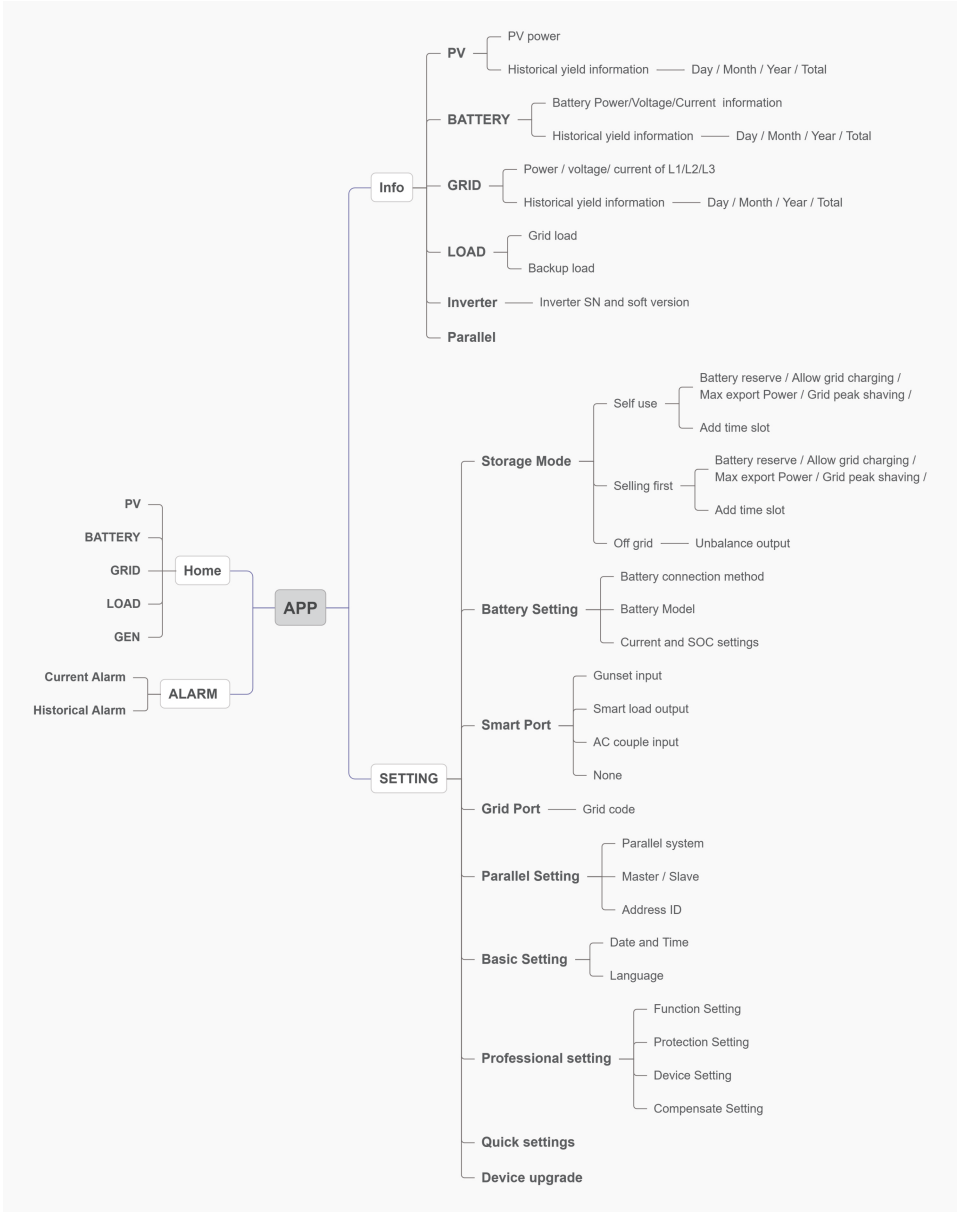 APP
Home
PV
BATTERY
GRID
LOAD
GEN
ALARM
Current Alarm
Historical Alarm
Info
PV
PV power
Historical yield information
Day / Month / Year / Total
BATTERY
Battery Power/Voltage/Current information
Historical yield information
Day / Month / Year / Total
GRID
Power / voltage/ current of L1/L2/L3
Historical yield information
Day / Month / Year / Total
LOAD
Grid load
Backup load
Inverter
Inverter SN and soft version
Parallel
SETTING
Storage Mode
Self use
Battery reserve / Allow grid charging /
Max export Power / Grid peak shaving /
Add time slot
Selling first
Battery reserve / Allow grid charging /
Max export Power / Grid peak shaving /
Add time slot
Off grid
Unbalance output
Battery Setting
Battery connection method
Battery Model
Current and SOC settings
Smart Port
Gunset input
Smart load output
AC couple input
None
Grid Port
Grid code
Parallel Setting
Parallel system
Master / Slave
Address ID
Basic Setting
Date and Time
Language
Professional setting
Function Setting
Protection Setting
Device Setting
Compensate Setting
Quick settings
Device upgrade